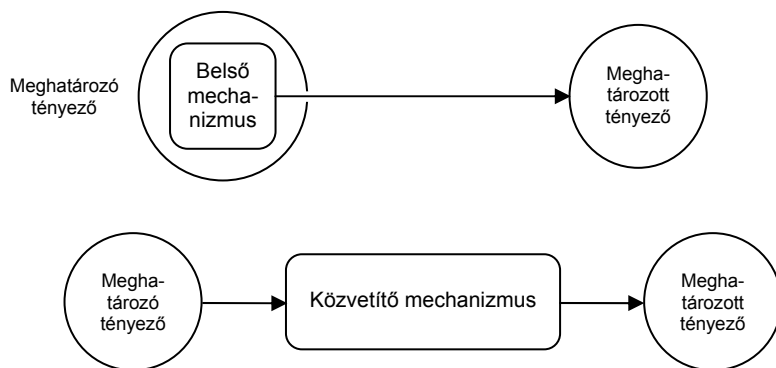 Meghatározó
tényező
Belső
mecha-
nizmus
Megha-
tározott
tényező
Megha-
tározó
tényező
Közvetítő mechanizmus
Megha-
tározott
tényező